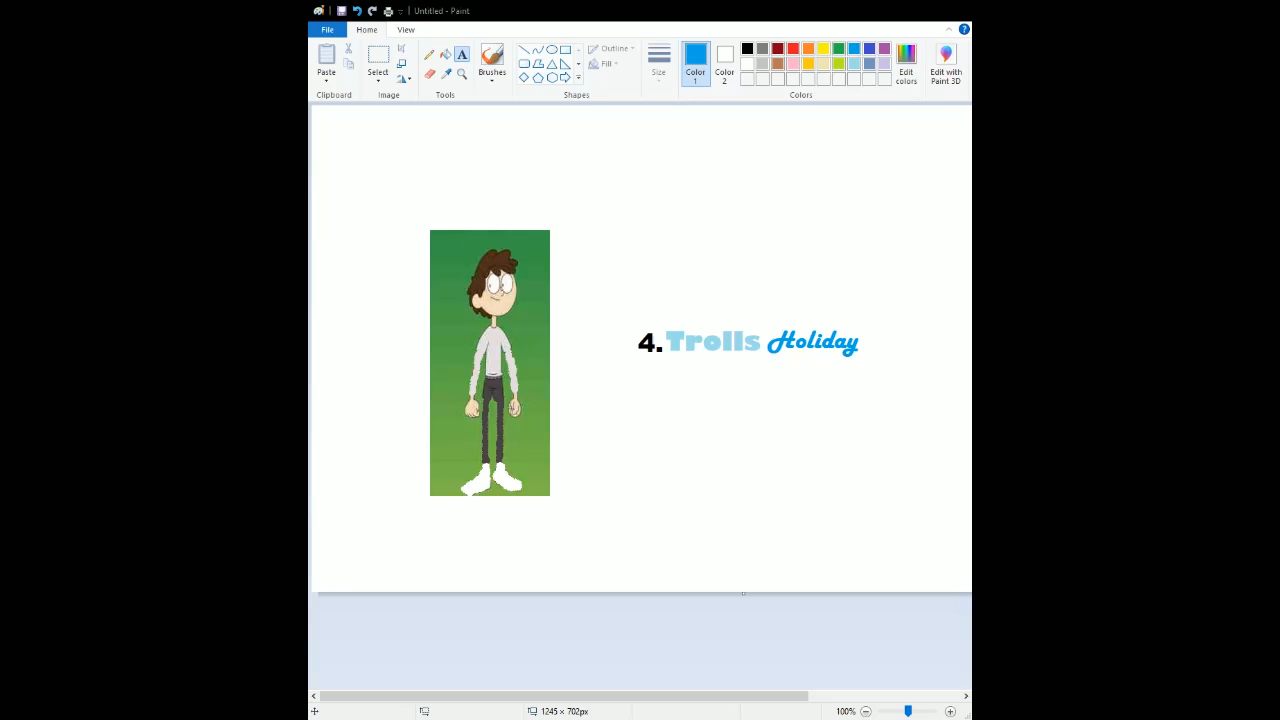 Untitled - Paint
File
Home
View
Paste
Select
Brushes
Outline
Fill
Size
Color 1
Color 2
Edit colors
Edit with Paint 3D
Clipboard
Image
Tools
Shapes
Colors
4. Trolls Holiday
1245 × 702px
100%